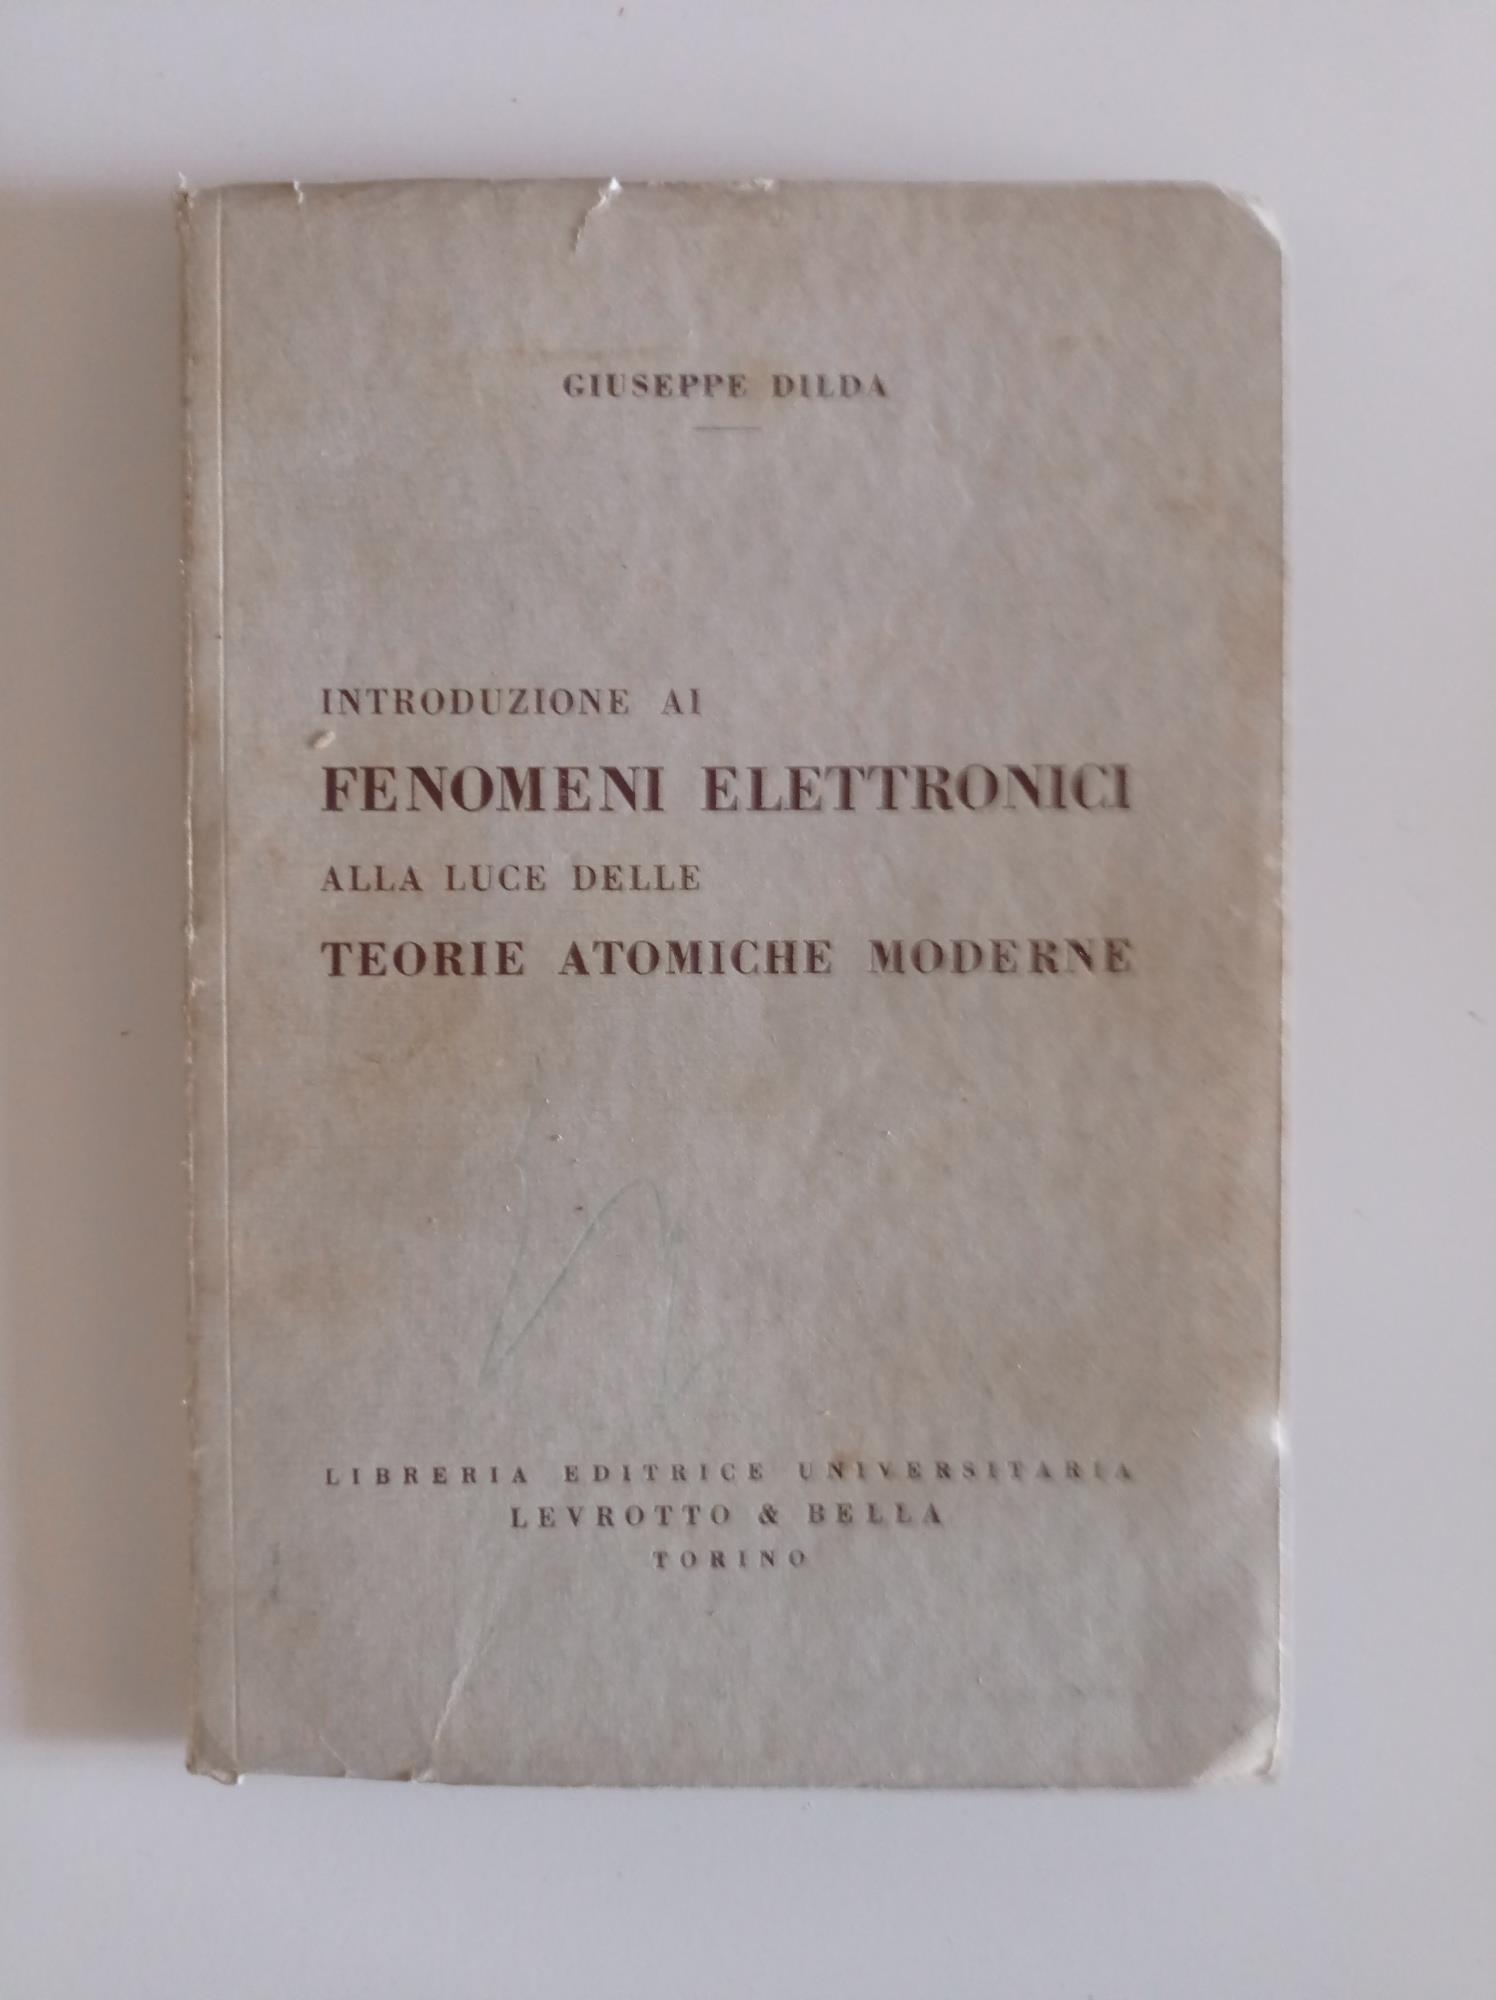 GIUSEPPE DILDA
INTRODUZIONE AI
FENOMENI ELETTRONICI
ALLA LUCE DELLE
TEORIE ATOMICHE MODERNE
LIBRERIA EDITRICE UNIVERSITARIA
LEVROTTO & BELLA
TORINO